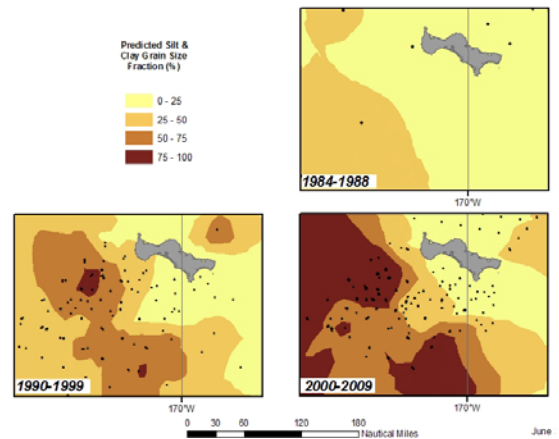 Predicted Silt &
Clay Grain Size
Fraction (%)
0 - 25
25 - 50
50 - 75
75 - 100
1984-1988
170°W
1990-1999
2000-2009
170°W
170°W
0 30 60 120 180
Nautical Miles
June